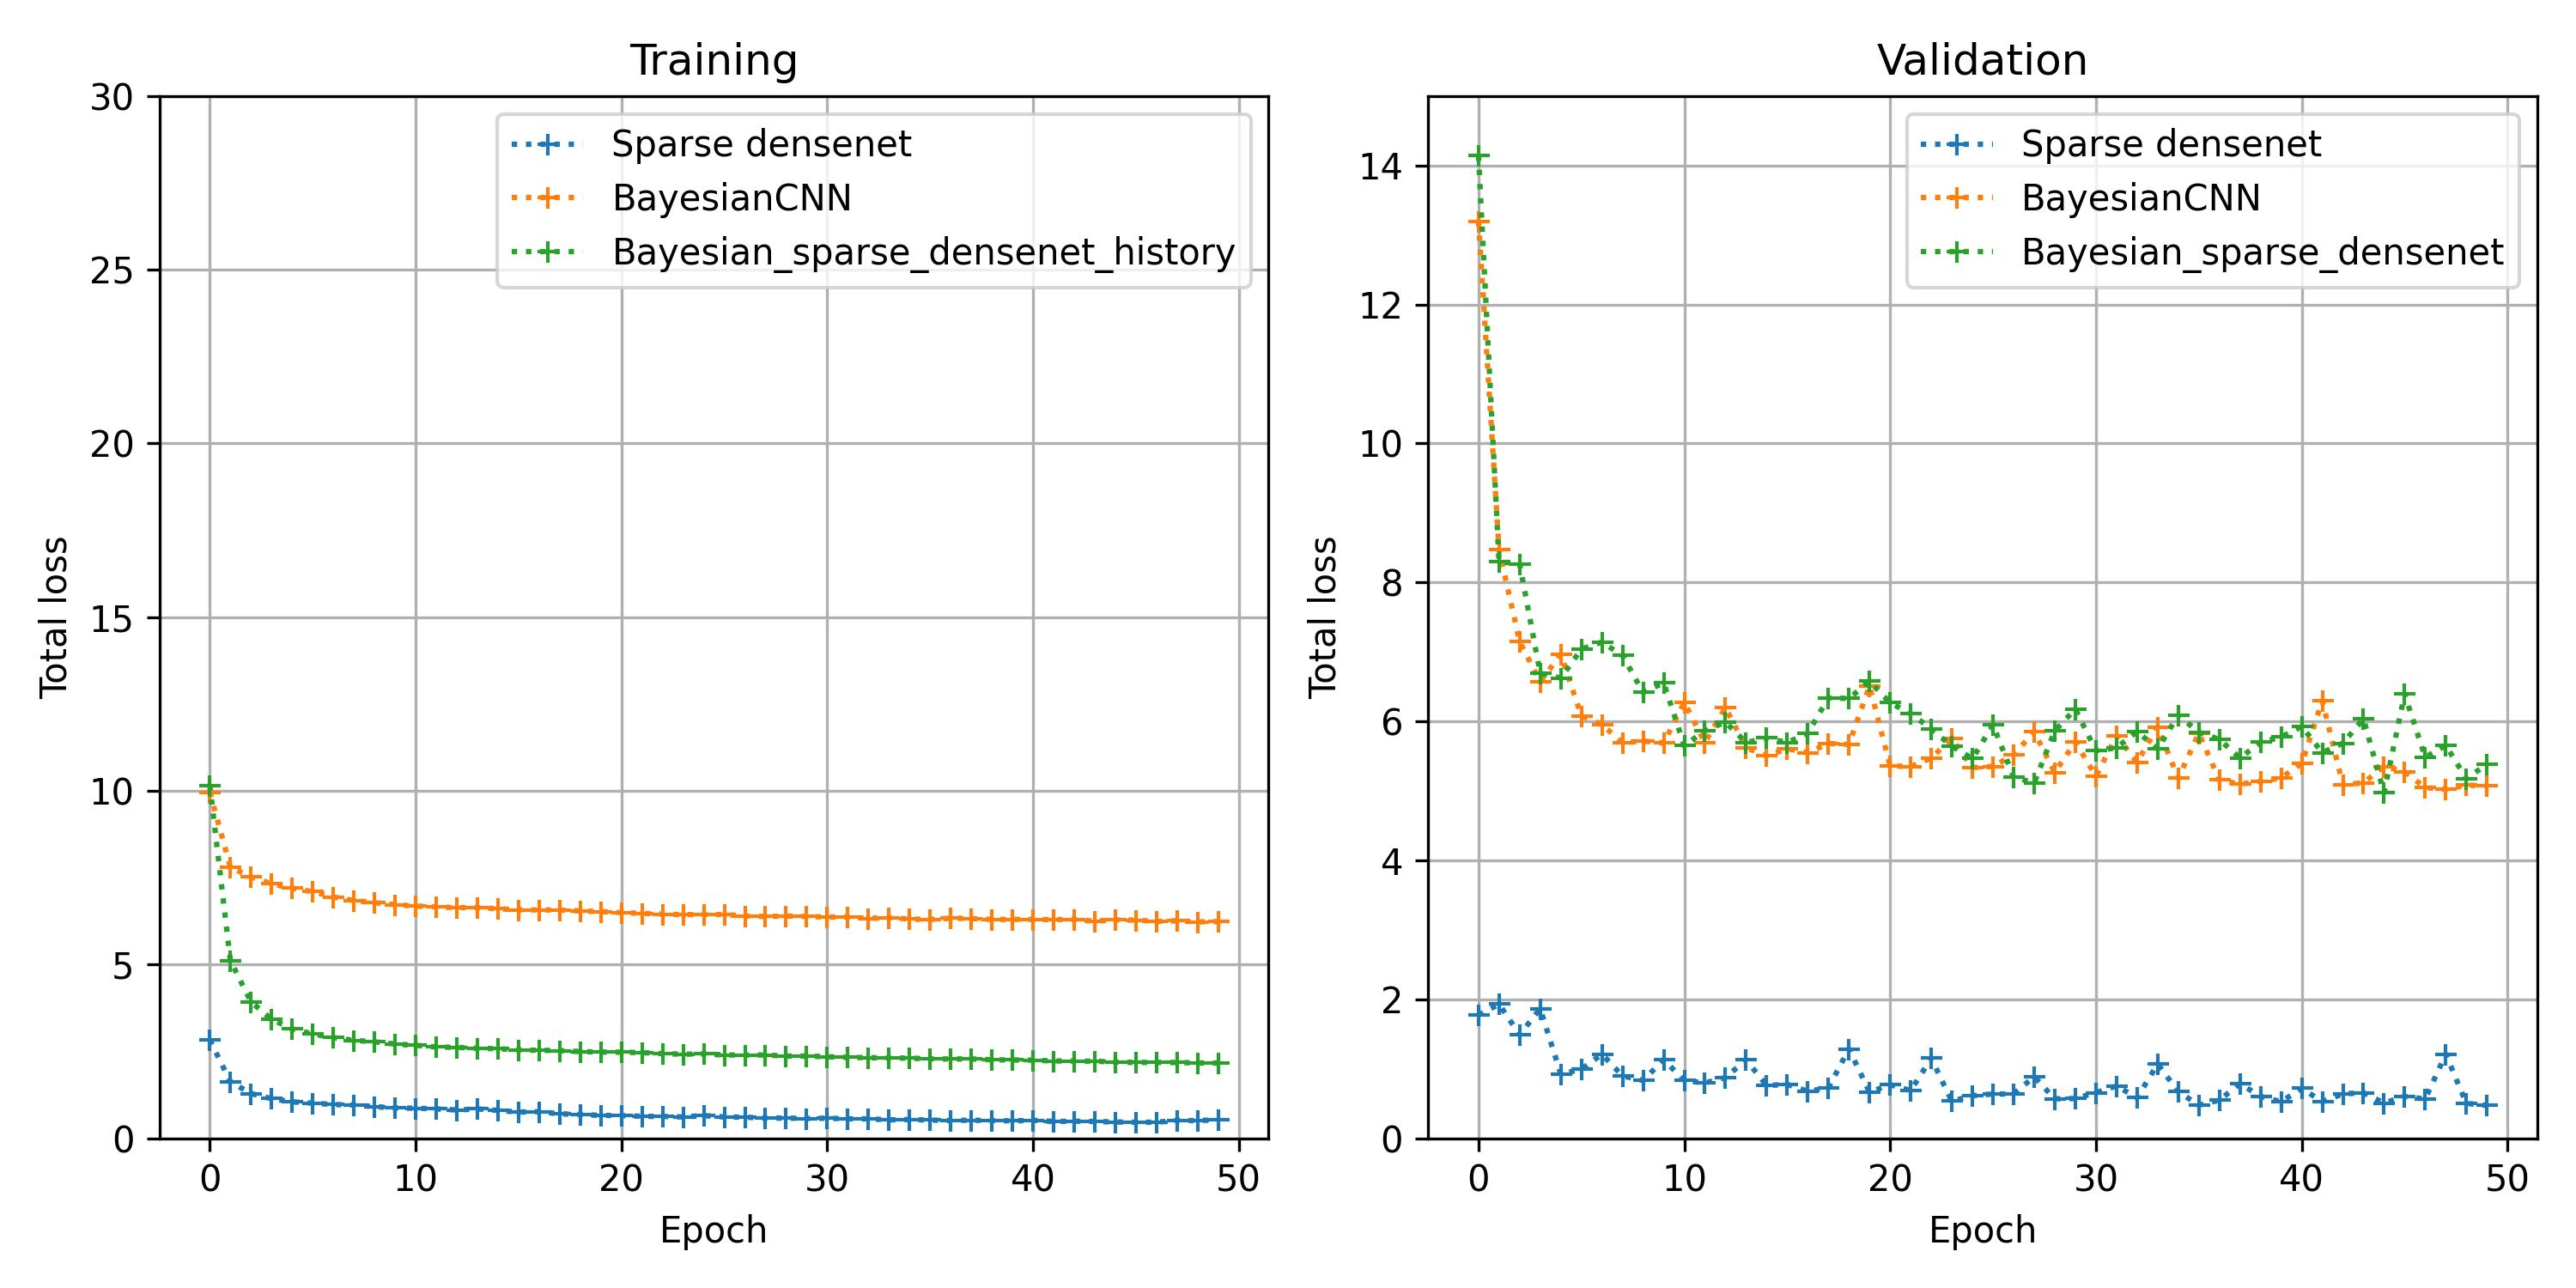 Training
30
25
20
15
10
5
0
Total loss
0 10 20 30 40 50
Epoch
Sparse densenet
BayesianCNN
Bayesian_sparse_densenet_history
Validation
14
12
10
8
6
4
2
0
Total loss
0 10 20 30 40 50
Epoch
Sparse densenet
BayesianCNN
Bayesian_sparse_densenet